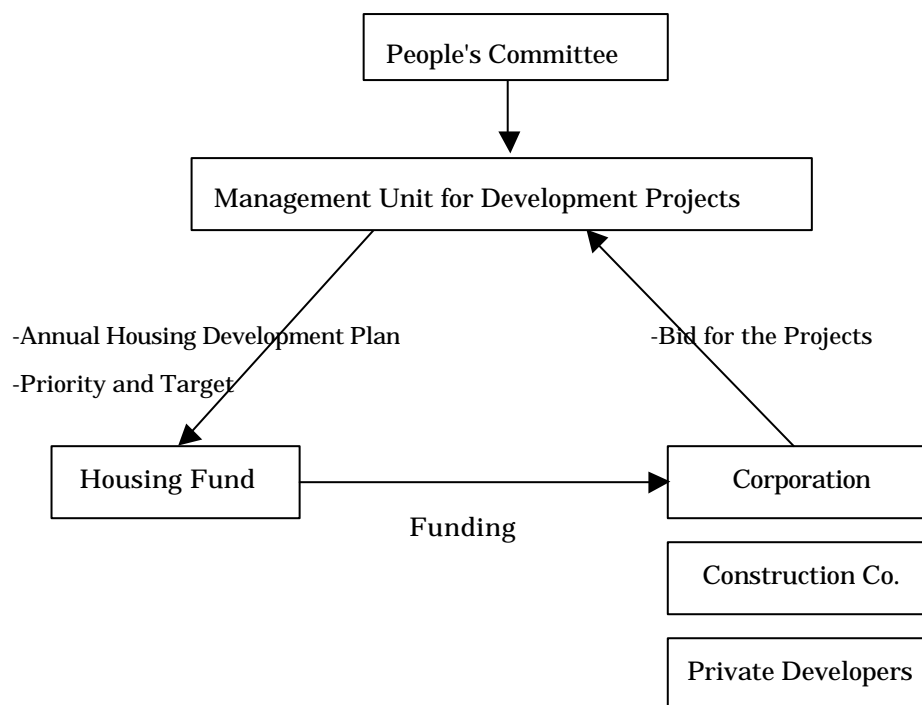 People's Committee
Management Unit for Development Projects
-Annual Housing Development Plan
-Bid for the Projects
-Priority and Target
Housing Fund
Corporation
Funding
Construction Co.
Private Developers